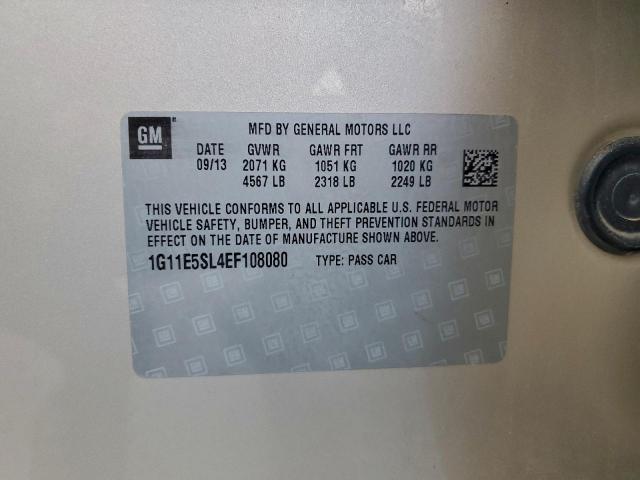 GM
®
MFD BY GENERAL MOTORS LLC
DATE GVWR GAWR FRT GAWR RR
09/13 2071 KG 1051 KG 1020 KG
4567 LB 2318 LB 2249 LB
THIS VEHICLE CONFORMS TO ALL APPLICABLE U.S. FEDERAL MOTOR
VEHICLE SAFETY, BUMPER, AND THEFT PREVENTION STANDARDS IN
EFFECT ON THE DATE OF MANUFACTURE SHOWN ABOVE.
1G11E5SL4EF108080 TYPE: PASS CAR